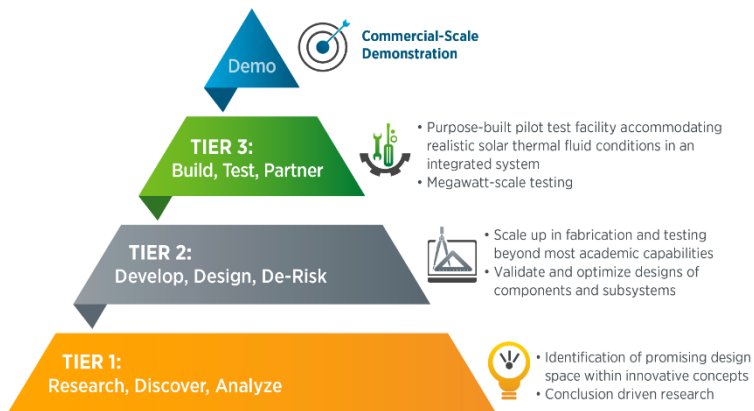 Demo
Commercial-Scale
Demonstration
TIER 3:
Build, Test, Partner
• Purpose-built pilot test facility accommodating
realistic solar thermal fluid conditions in an
integrated system
• Megawatt-scale testing
TIER 2:
Develop, Design, De-Risk
• Scale up in fabrication and testing
beyond most academic capabilities
• Validate and optimize designs of
components and subsystems
TIER 1:
Research, Discover, Analyze
• Identification of promising design
space within innovative concepts
• Conclusion driven research